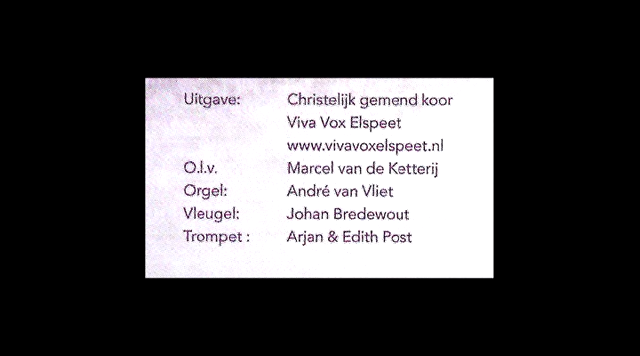 Uitgave: Christelijk gemend koor
Viva Vox Elspeet
www.vivavoxelspeet.nl
O.l.v. Marcel van de Ketterij
Orgel: André van Vliet
Vleugel: Johan Bredewout
Trompet : Arjan & Edith Post